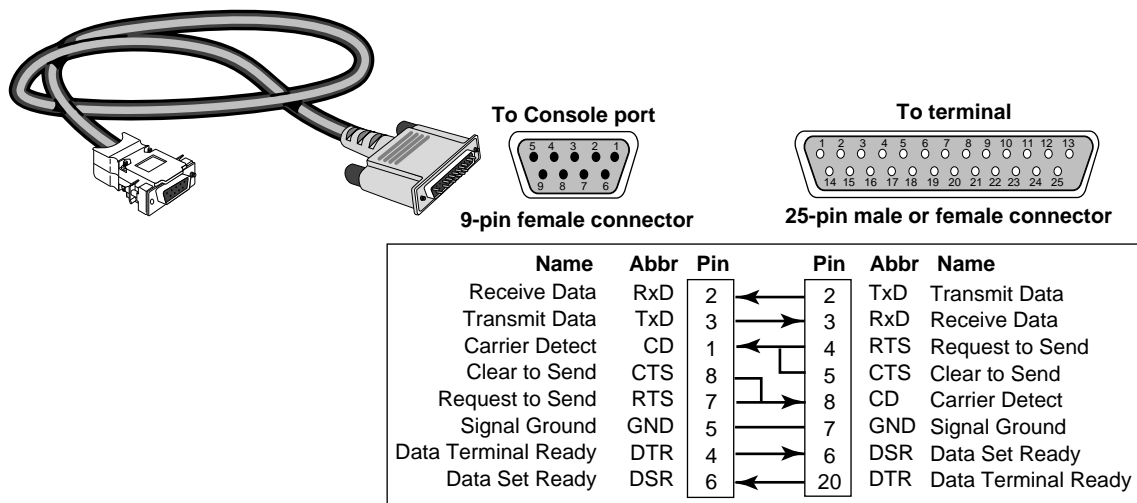 To Console port
5 4 3 2 1
9 8 7 6
9-pin female connector
To terminal
1 2 3 4 5 6 7 8 9 10 11 12 13
14 15 16 17 18 19 20 21 22 23 24 25
25-pin male or female connector
Name Abbr Pin Pin Abbr Name
Receive Data RxD 2 2 TxD Transmit Data
Transmit Data TxD 3 3 RxD Receive Data
Carrier Detect CD 1 4 RTS Request to Send
Clear to Send CTS 8 5 CTS Clear to Send
Request to Send RTS 7 8 CD Carrier Detect
Signal Ground GND 5 7 GND Signal Ground
Data Terminal Ready DTR 4 6 DSR Data Set Ready
Data Set Ready DSR 6 20 DTR Data Terminal Ready